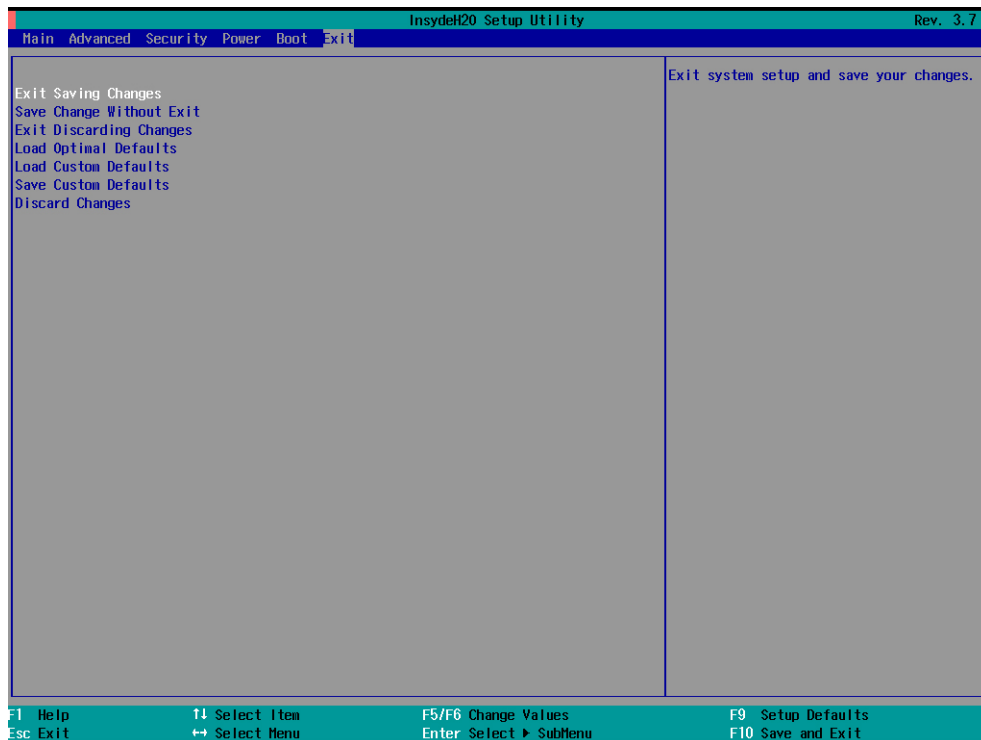 InsydeH20 Setup Utility Rev. 3.7
Main Advanced Security Power Boot Exit
Exit system setup and save your changes.
Exit Saving Changes
Save Change Without Exit
Exit Discarding Changes
Load Optimal Defaults
Load Custom Defaults
Save Custom Defaults
Discard Changes
F1 Help ↑↓ Select Item F5/F6 Change Values F9 Setup Defaults
Esc Exit ↔ Select Menu Enter Select ▶ SubMenu F10 Save and Exit